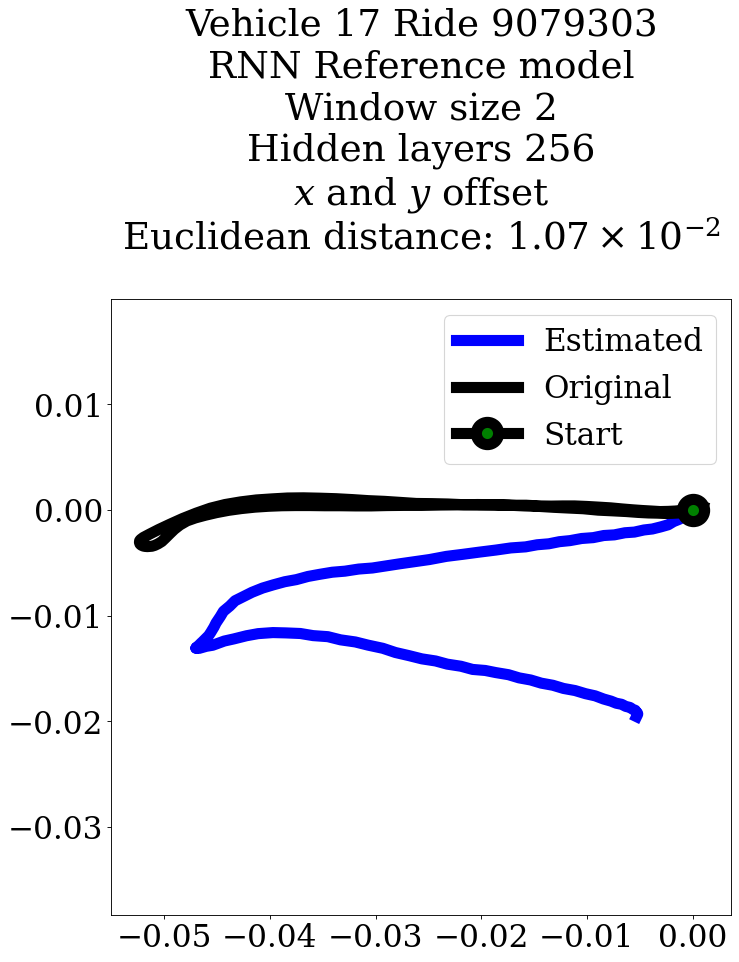 Vehicle 17 Ride 9079303
RNN Reference model
Window size 2
Hidden layers 256
x and y offset
Euclidean distance: 1.07 × 10⁻²
Estimated
Original
Start
0.01
0.00
−0.01
−0.02
−0.03
−0.05 −0.04 −0.03 −0.02 −0.01 0.00